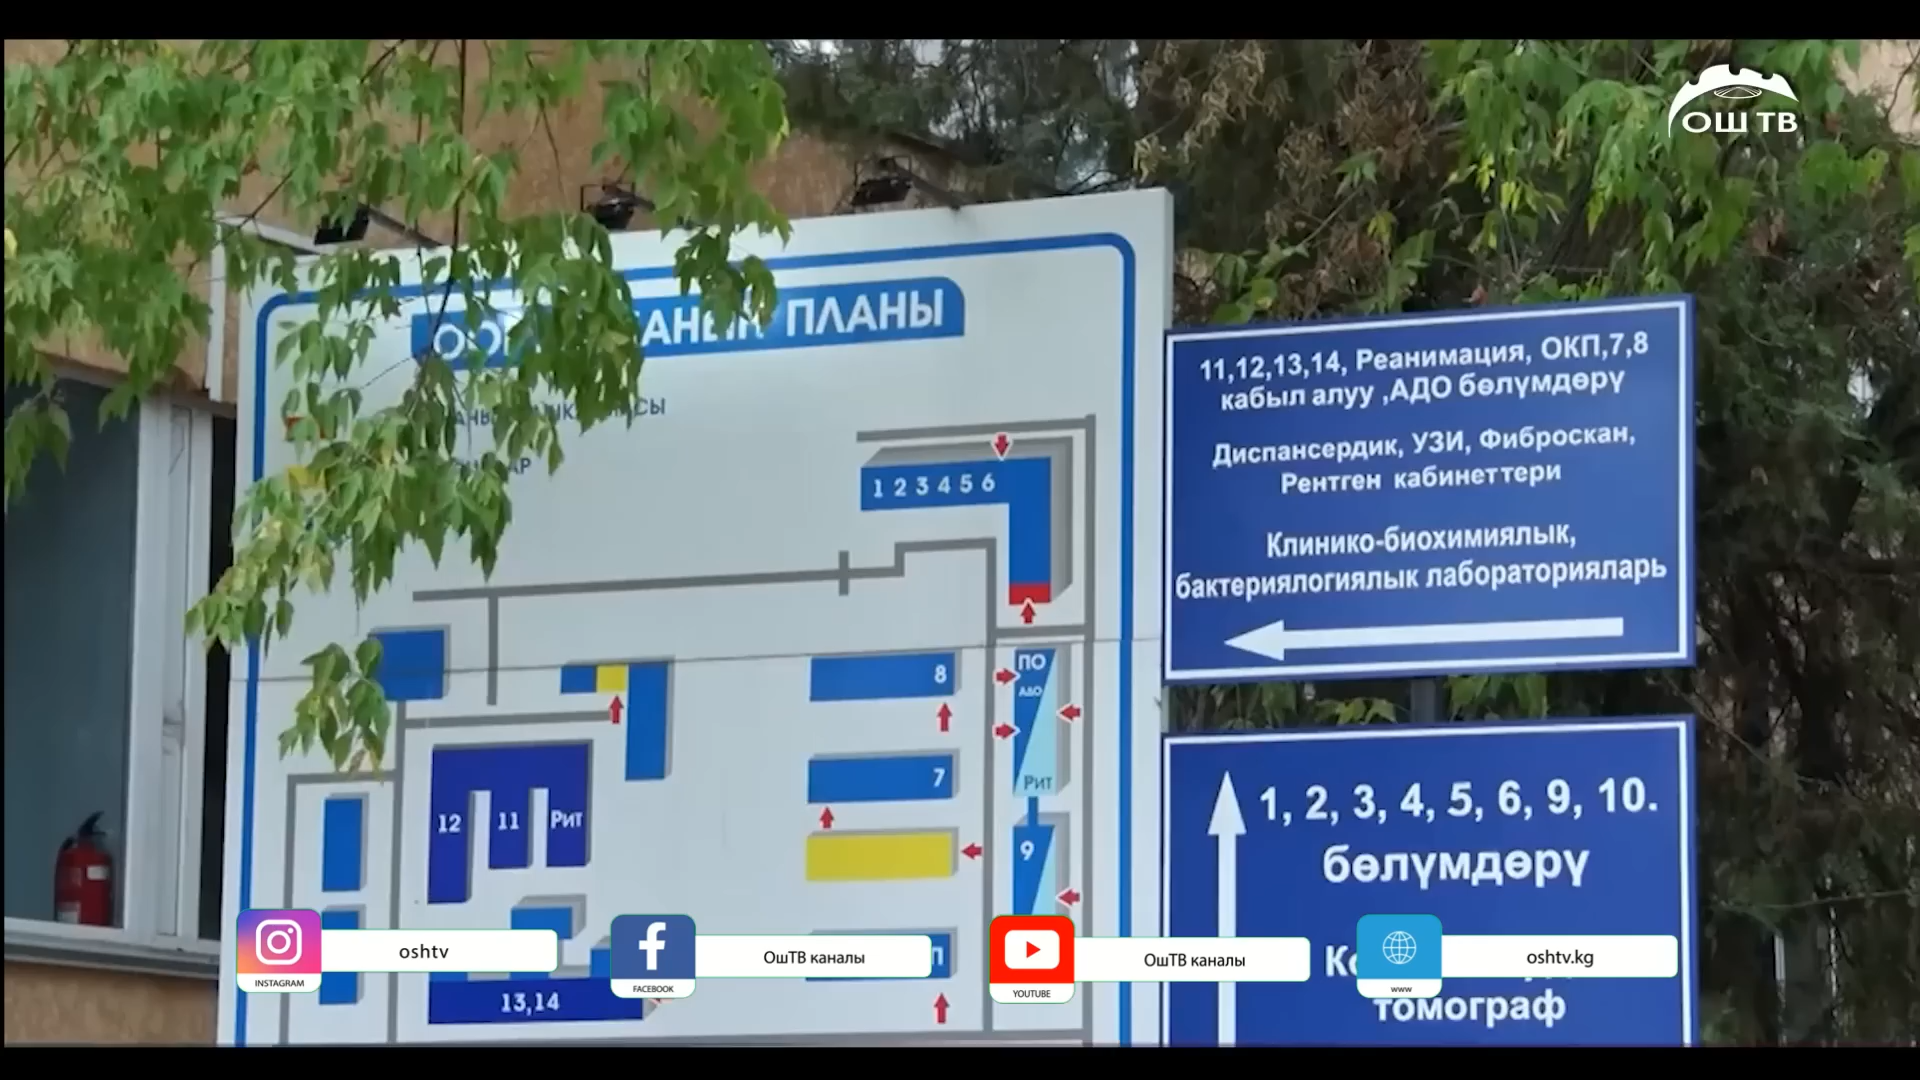 ОШ ТВ
ПЛАНЫ
11,12,13,14, Реанимация, ОКП,7,8
кабыл алуу ,АДО бөлүмдөрү
Диспансердик, УЗИ, Фиброскан,
Рентген кабинеттери
Клинико-биохимиялык,
бактериялогиялык лабораторияларь
1 2 3 4 5 6
8
ПО
АДО
7
Рит
12
11
Рит
9
13,14
1, 2, 3, 4, 5, 6, 9, 10.
бөлүмдөрү
томограф
oshtv
INSTAGRAM
ОшТВ каналы
FACEBOOK
ОшТВ каналы
YOUTUBE
oshtv.kg
www